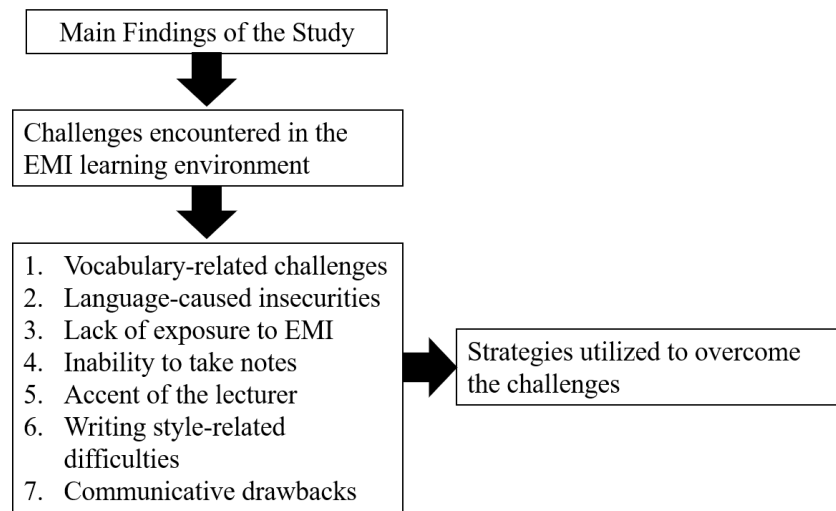 Main Findings of the Study
Challenges encountered in the
EMI learning environment
1. Vocabulary-related challenges
2. Language-caused insecurities
3. Lack of exposure to EMI
4. Inability to take notes
5. Accent of the lecturer
6. Writing style-related
difficulties
7. Communicative drawbacks
Strategies utilized to overcome
the challenges